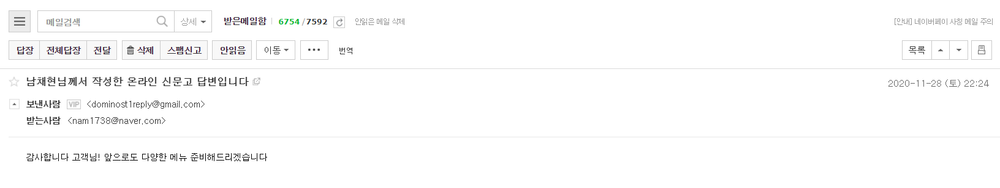 메일검색 상세 받은메일함 6754/7592 안읽은 메일 삭제 [안내] 네이버페이 사칭 메일 주의
답장 전체답장 전달 삭제 스팸신고 안읽음 이동 ••• 번역 목록
남채현님께서 작성한 온라인 신문고 답변입니다 2020-11-28 (토) 22:24
보낸사람 VIP <dominost1reply@gmail.com>
받는사람 <nam1738@naver.com>
감사합니다 고객님! 앞으로도 다양한 메뉴 준비해드리겠습니다